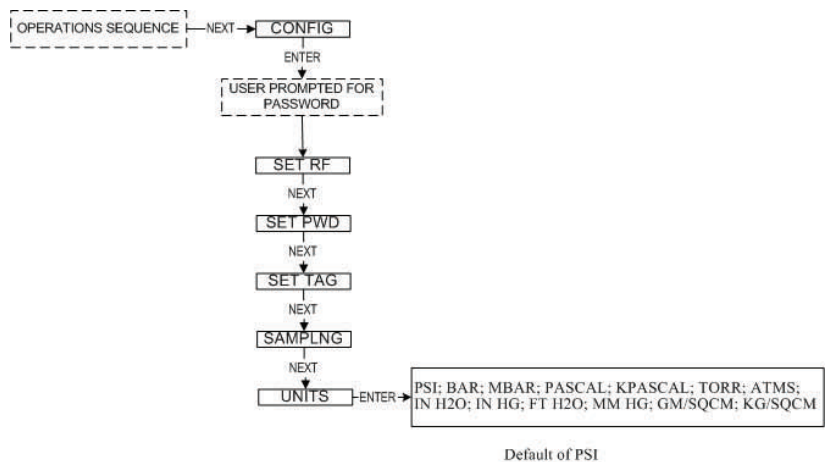 OPERATIONS SEQUENCE
NEXT
CONFIG
ENTER
USER PROMPTED FOR
PASSWORD
SET RF
NEXT
SET PWD
NEXT
SET TAG
NEXT
SAMPLNG
NEXT
UNITS
ENTER
PSI; BAR; MBAR; PASCAL; KPASCAL; TORR; ATMS;
IN H2O; IN HG; FT H2O; MM HG; GM/SQCM; KG/SQCM
Default of PSI